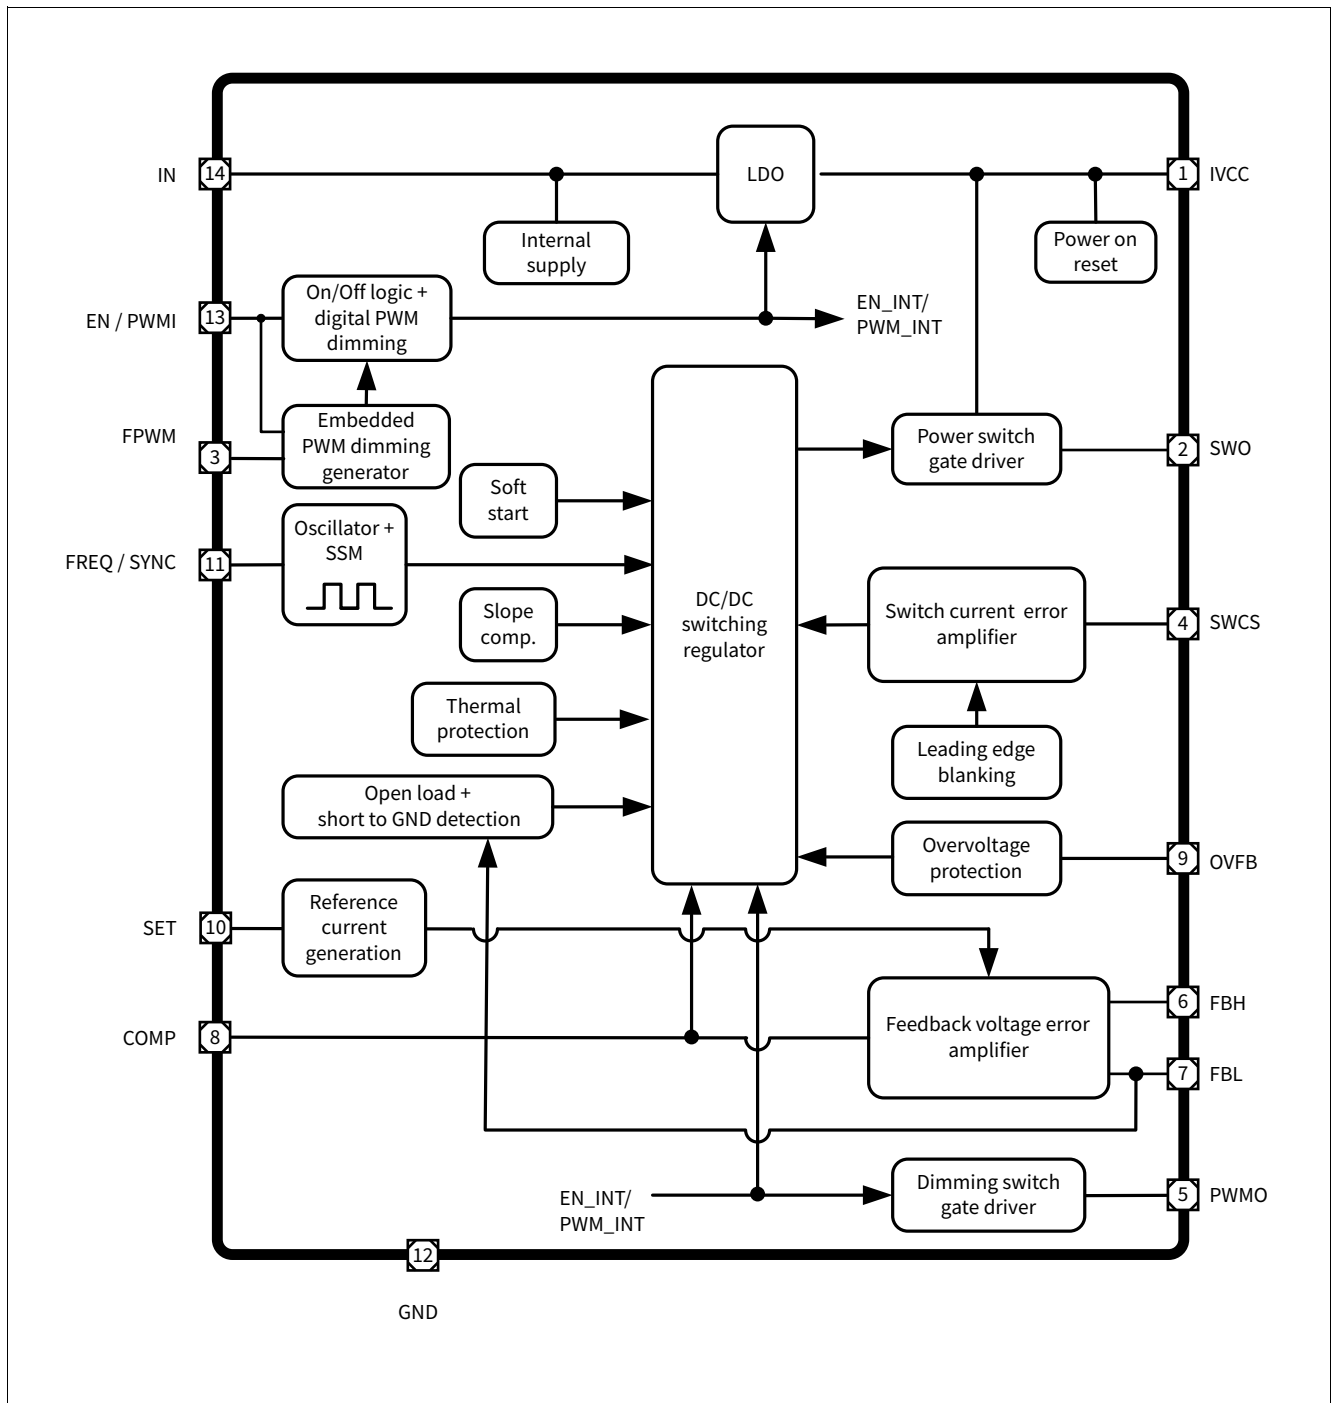 LDO
IN
14
1
IVCC
Internal
supply
Power on
reset
On/Off logic +
digital PWM
dimming
EN / PWMI
13
EN_INT/
PWM_INT
Embedded
PWM dimming
generator
FPWM
3
Power switch
gate driver
2
SWO
Soft
start
Oscillator +
SSM
FREQ / SYNC
11
DC/DC
switching
regulator
Slope
comp.
Switch current error
amplifier
4
SWCS
Thermal
protection
Leading edge
blanking
Open load +
short to GND detection
Overvoltage
protection
9
OVFB
Reference
current
generation
SET
10
6
FBH
Feedback voltage error
amplifier
COMP
8
7
FBL
EN_INT/
PWM_INT
Dimming switch
gate driver
5
PWMO
12
GND